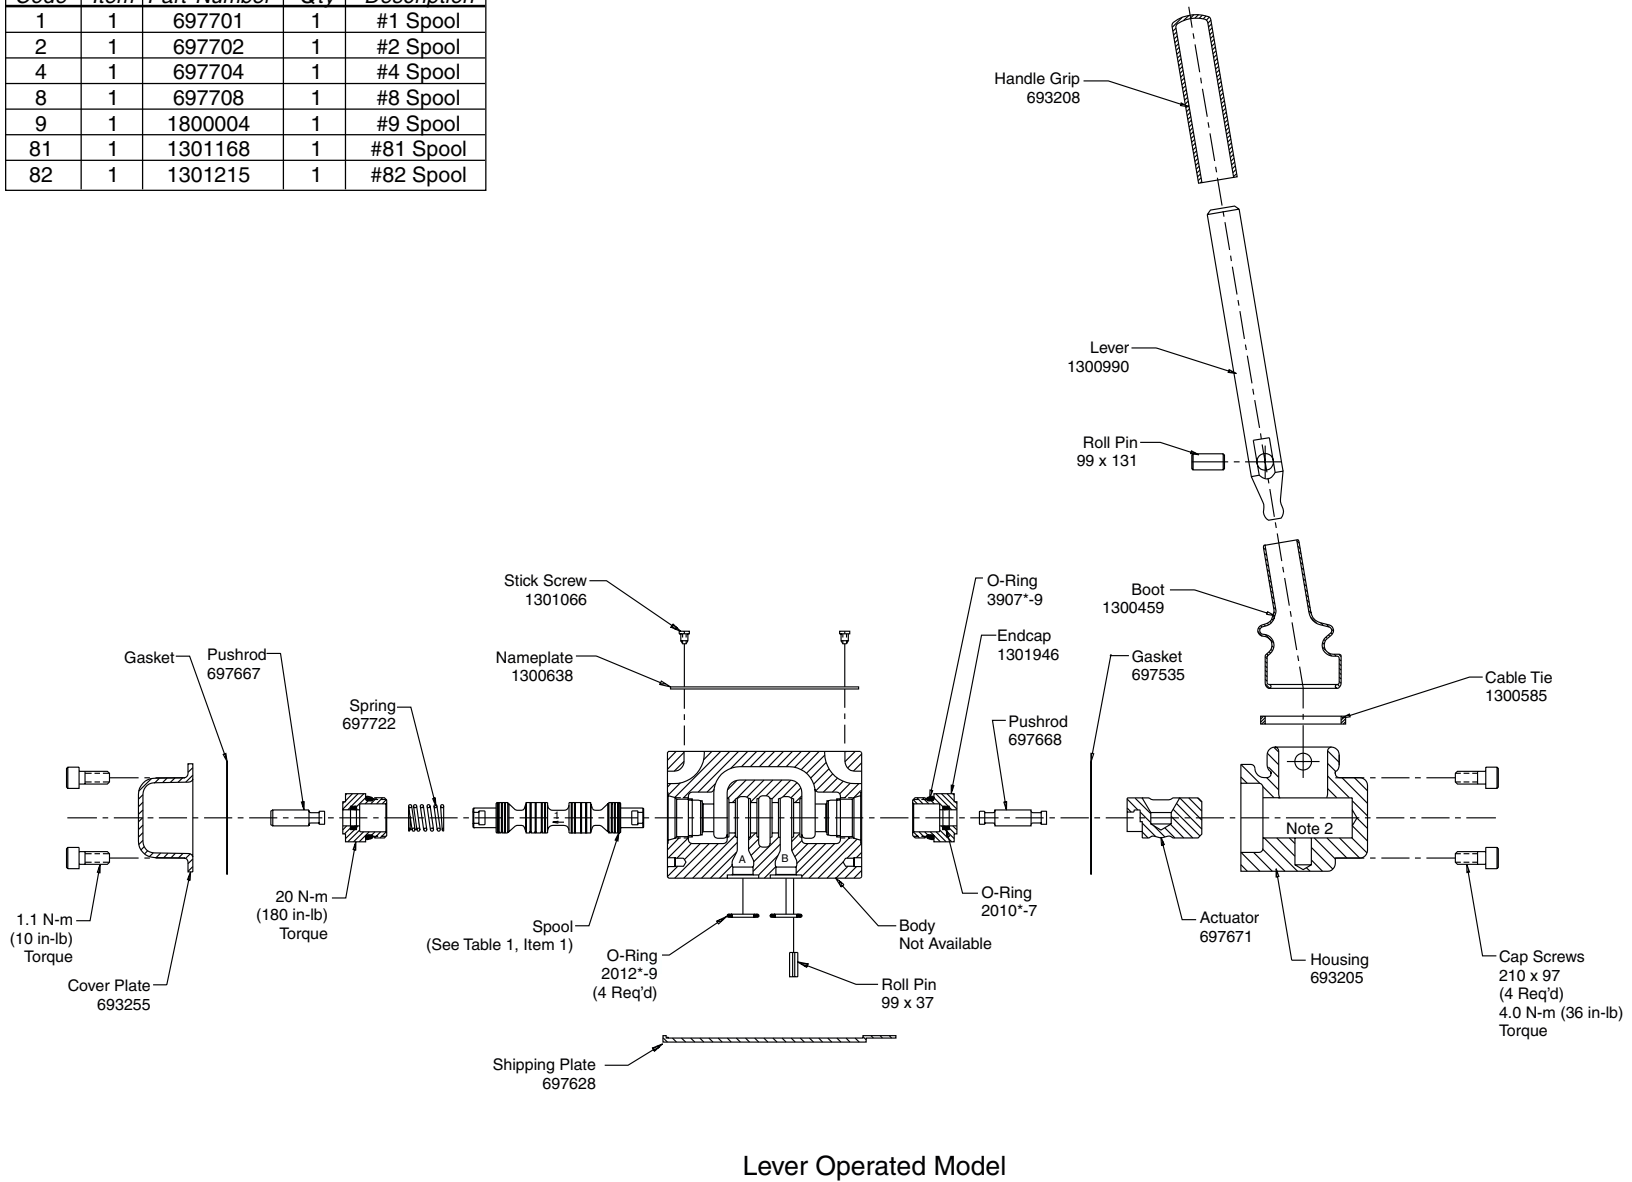 Code Item Part Number Qty Description
1 1 697701 1 #1 Spool
2 1 697702 1 #2 Spool
4 1 697704 1 #4 Spool
8 1 697708 1 #8 Spool
9 1 1800004 1 #9 Spool
81 1 1301168 1 #81 Spool
82 1 1301215 1 #82 Spool
Handle Grip
693208
Lever
1300990
Roll Pin
99 x 131
Stick Screw
1301066
O-Ring
3907*-9
Boot
1300459
Endcap
1301946
Gasket
Pushrod
697667
Nameplate
1300638
Gasket
697535
Cable Tie
1300585
Spring
697722
Pushrod
697668
1
A
B
Note 2
1.1 N-m
(10 in-lb)
Torque
20 N-m
(180 in-lb)
Torque
Spool
(See Table 1, Item 1)
O-Ring
2012*-9
(4 Req'd)
Body
Not Available
O-Ring
2010*-7
Actuator
697671
Cover Plate
693255
Roll Pin
99 x 37
Housing
693205
Cap Screws
210 x 97
(4 Req'd)
4.0 N-m (36 in-lb)
Torque
Shipping Plate
697628
Lever Operated Model